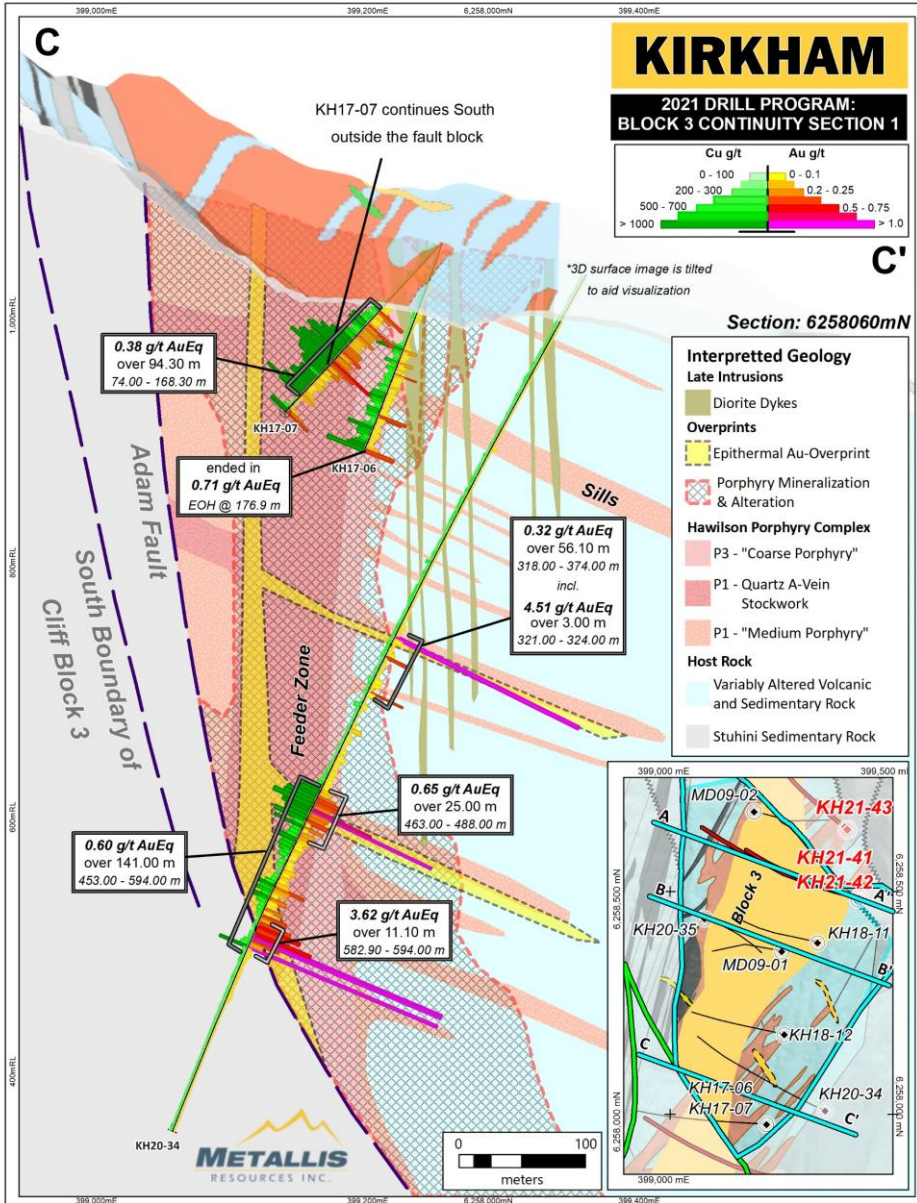 399,000mE
399,200mE
6,258,000mN
399,400mE
C
KIRKHAM
2021 DRILL PROGRAM:
BLOCK 3 CONTINUITY SECTION 1
KH17-07 continues South
outside the fault block
Cu g/t
Au g/t
0 - 100
0 - 0.1
200 - 300
0.2 - 0.25
500 - 700
0.5 - 0.75
> 1000
> 1.0
C'
*3D surface image is tilted
to aid visualization
Section: 6258060mN
1,000mRL
0.38 g/t AuEq
over 94.30 m
74.00 - 168.30 m
KH17-07
KH17-06
ended in
0.71 g/t AuEq
EOH @ 176.9 m
Adam Fault
South Boundary of
Cliff Block 3
Sills
Feeder Zone
800mRL
0.32 g/t AuEq
over 56.10 m
318.00 - 374.00 m
incl.
4.51 g/t AuEq
over 3.00 m
321.00 - 324.00 m
Interpretted Geology
Late Intrusions
Diorite Dykes
Overprints
Epithermal Au-Overprint
Porphyry Mineralization
& Alteration
Hawilson Porphyry Complex
P3 - "Coarse Porphyry"
P1 - Quartz A-Vein
Stockwork
P1 - "Medium Porphyry"
Host Rock
Variably Altered Volcanic
and Sedimentary Rock
Stuhini Sedimentary Rock
600mRL
0.65 g/t AuEq
over 25.00 m
463.00 - 488.00 m
0.60 g/t AuEq
over 141.00 m
453.00 - 594.00 m
3.62 g/t AuEq
over 11.10 m
582.90 - 594.00 m
400mRL
KH20-34
METALLIS
RESOURCES INC.
0
100
meters
399,000 mE
399,500 mE
MD09-02
KH21-43
A
KH21-41
KH21-42
A'
6,258,500 mN
6,258,500 mN
Block 3
B
KH20-35
KH18-11
MD09-01
B'
KH18-12
C
KH17-06
KH17-07
KH20-34
C'
6,258,000 mN
6,258,000 mN
399,000 mE
399,000mE
399,200mE
6,258,000mN
399,400mE